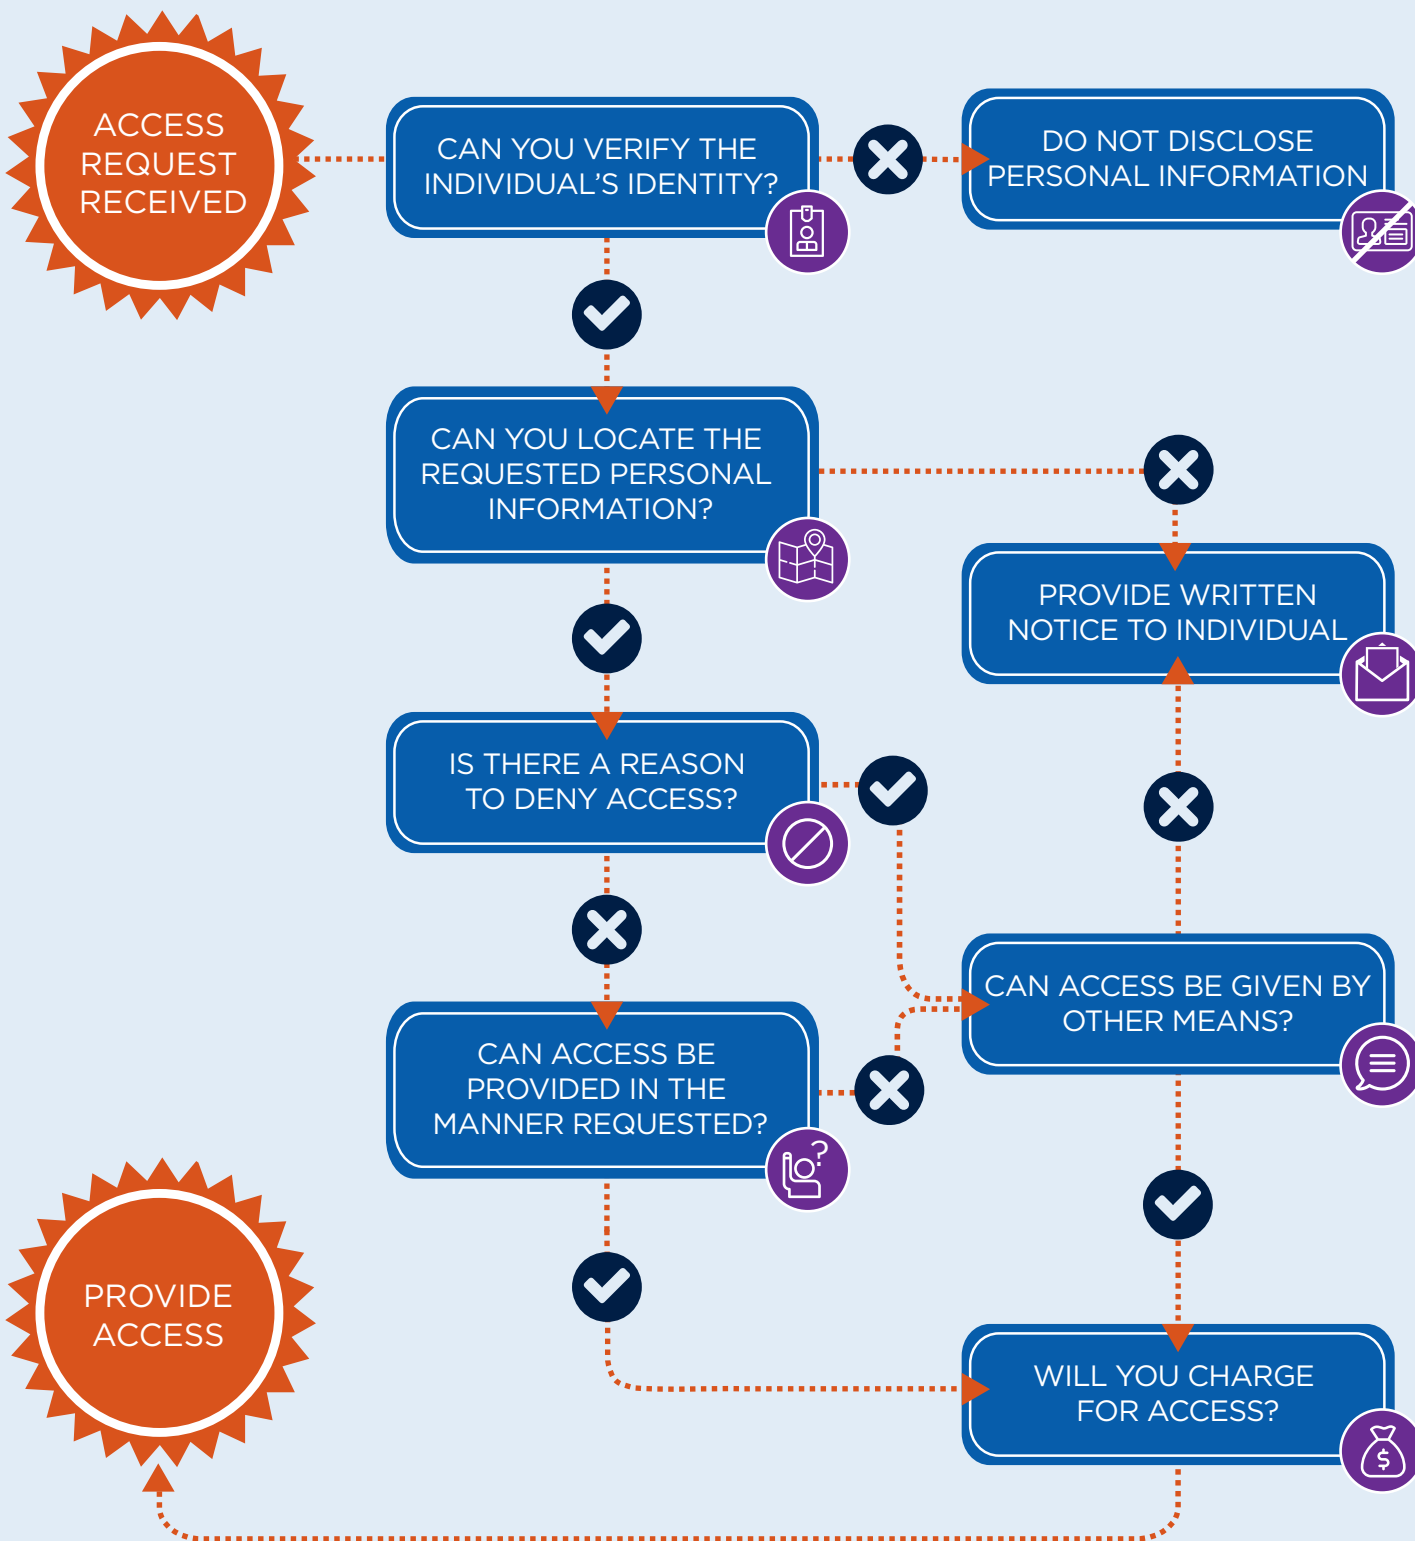 ACCESS
REQUEST
RECEIVED
CAN YOU VERIFY THE
INDIVIDUAL’S IDENTITY?
DO NOT DISCLOSE
PERSONAL INFORMATION
CAN YOU LOCATE THE
REQUESTED PERSONAL
INFORMATION?
PROVIDE WRITTEN
NOTICE TO INDIVIDUAL
IS THERE A REASON
TO DENY ACCESS?
CAN ACCESS BE GIVEN BY
OTHER MEANS?
CAN ACCESS BE
PROVIDED IN THE
MANNER REQUESTED?
?
PROVIDE
ACCESS
WILL YOU CHARGE
FOR ACCESS?
$